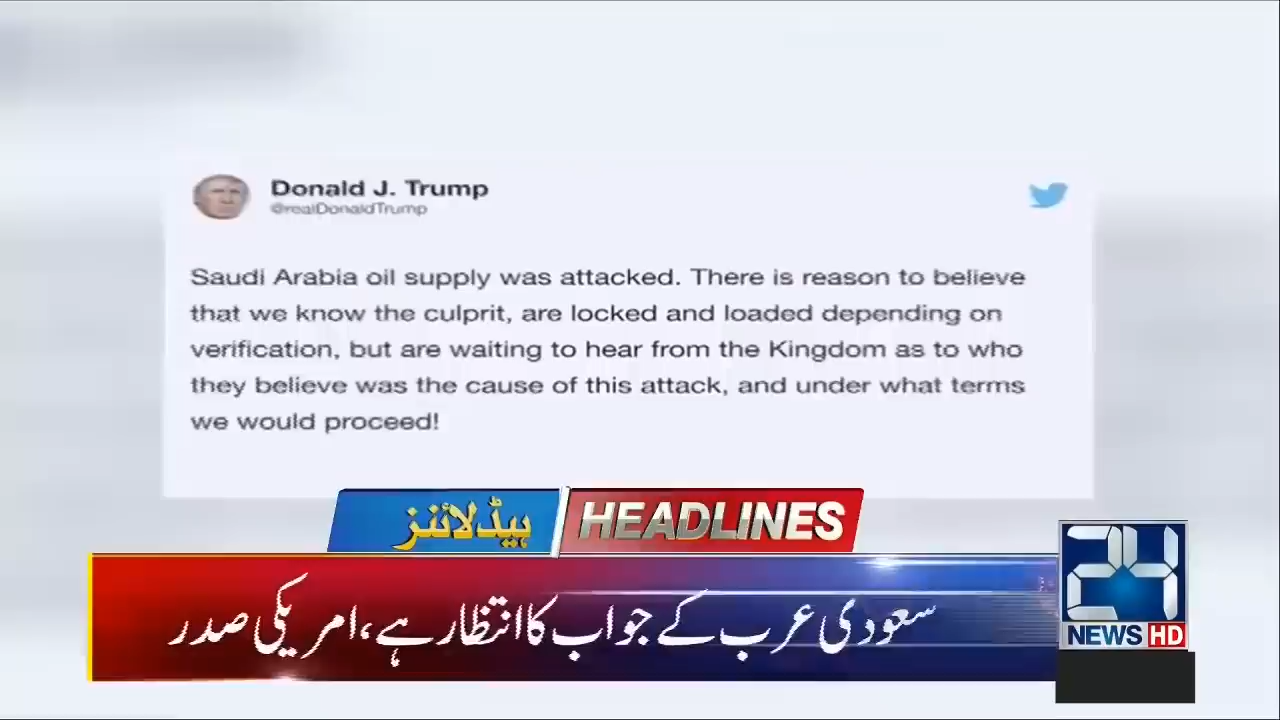 Donald J. Trump
@realDonaldTrump
Saudi Arabia oil supply was attacked. There is reason to believe
that we know the culprit, are locked and loaded depending on
verification, but are waiting to hear from the Kingdom as to who
they believe was the cause of this attack, and under what terms
we would proceed!
ہیڈلائنز HEADLINES
سعودی عرب کے جواب کا انتظار ہے، امریکی صدر
24
NEWS HD